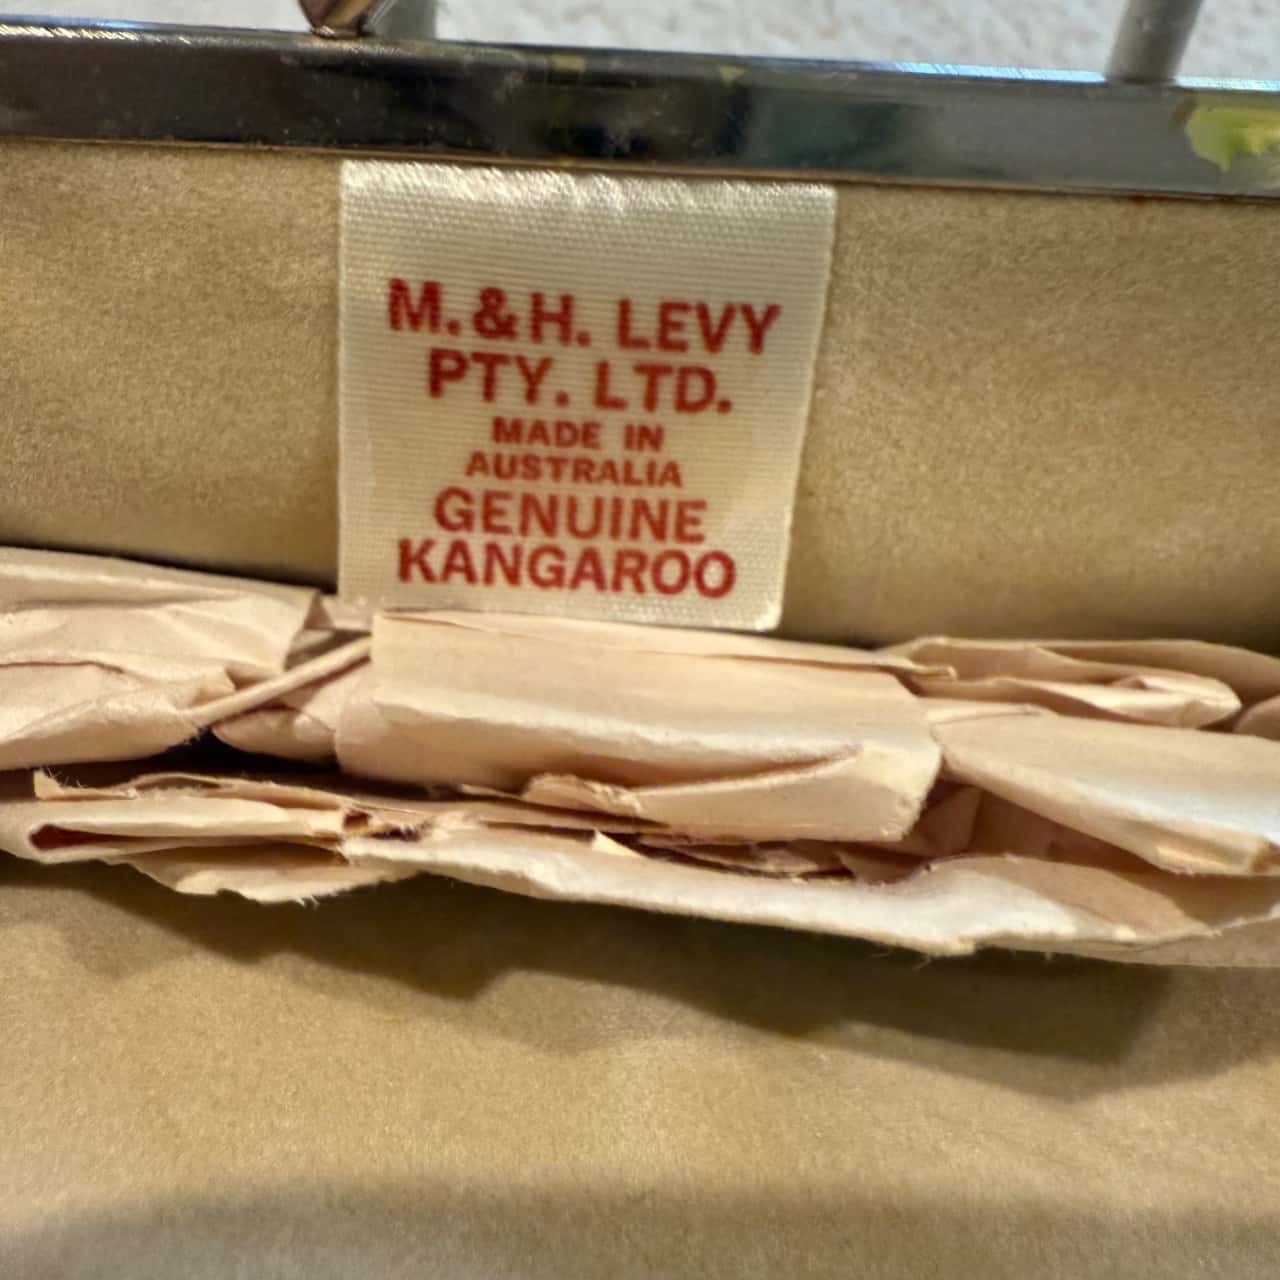 M. & H. LEVY
PTY. LTD.
MADE IN
AUSTRALIA
GENUINE
KANGAROO